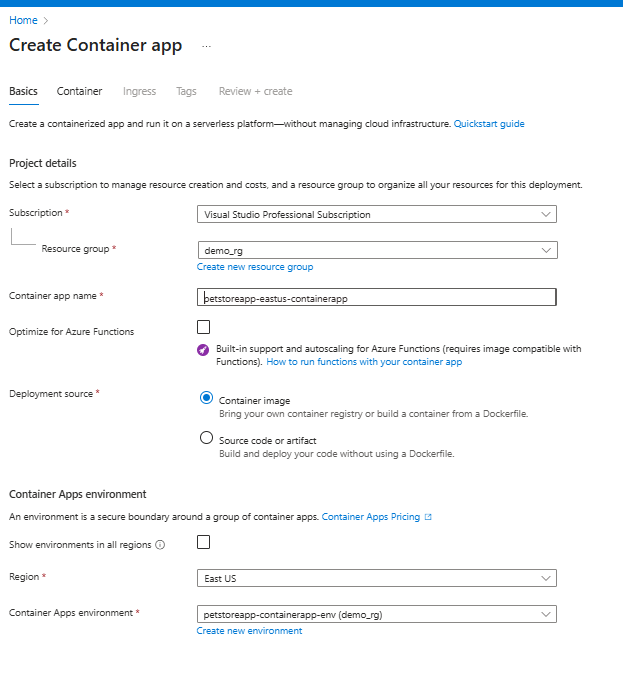 Home >
Create Container app ...
Basics Container Ingress Tags Review + create
Create a containerized app and run it on a serverless platform—without managing cloud infrastructure. Quickstart guide
Project details
Select a subscription to manage resource creation and costs, and a resource group to organize all your resources for this deployment.
Subscription * Visual Studio Professional Subscription
Resource group * demo_rg
Create new resource group
Container app name * petstoreapp-eastus-containerapp
Optimize for Azure Functions
Built-in support and autoscaling for Azure Functions (requires image compatible with
Functions). How to run functions with your container app
Deployment source * Container image
Bring your own container registry or build a container from a Dockerfile.
Source code or artifact
Build and deploy your code without using a Dockerfile.
Container Apps environment
An environment is a secure boundary around a group of container apps. Container Apps Pricing
Show environments in all regions
Region * East US
Container Apps environment * petstoreapp-containerapp-env (demo_rg)
Create new environment